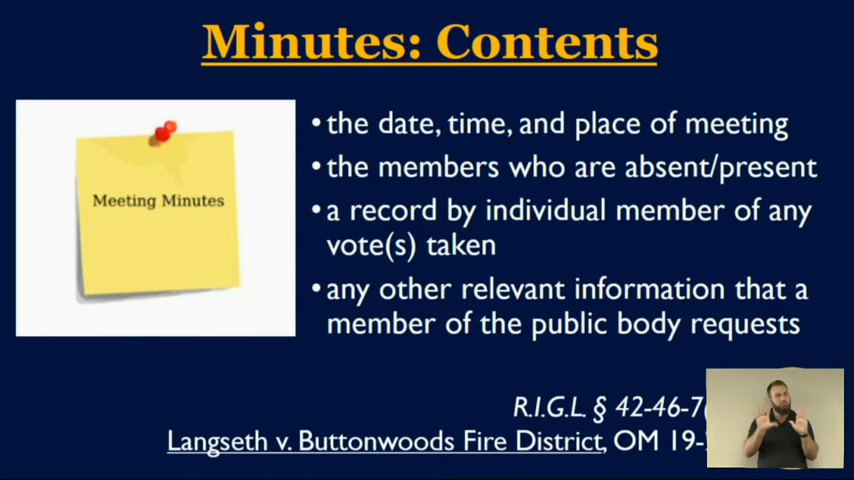 Minutes: Contents
Meeting Minutes
• the date, time, and place of meeting
• the members who are absent/present
• a record by individual member of any
vote(s) taken
• any other relevant information that a
member of the public body requests
R.I.G.L. § 42-46-7(
Langseth v. Buttonwoods Fire District, OM 19-